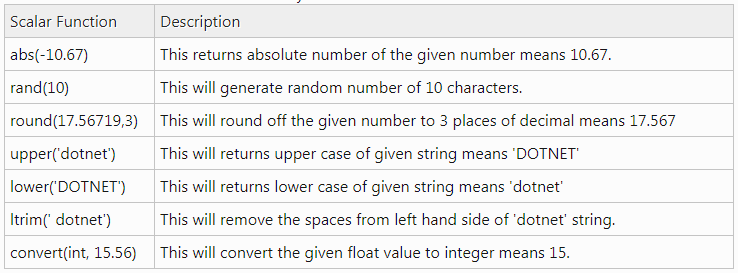 Scalar Function Description
abs(-10.67) This returns absolute number of the given number means 10.67.
rand(10) This will generate random number of 10 characters.
round(17.56719,3) This will round off the given number to 3 places of decimal means 17.567
upper('dotnet') This will returns upper case of given string means 'DOTNET'
lower('DOTNET') This will returns lower case of given string means 'dotnet'
ltrim(' dotnet') This will remove the spaces from left hand side of 'dotnet' string.
convert(int, 15.56) This will convert the given float value to integer means 15.